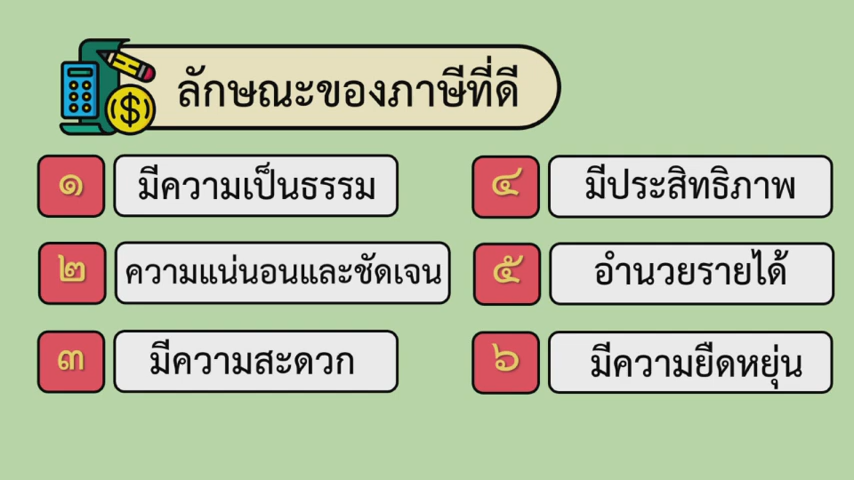 ลักษณะของภาษีที่ดี
๑ มีความเป็นธรรม
๒ ความแน่นอนและชัดเจน
๓ มีความสะดวก
๔ มีประสิทธิภาพ
๕ อำนวยรายได้
๖ มีความยืดหยุ่น